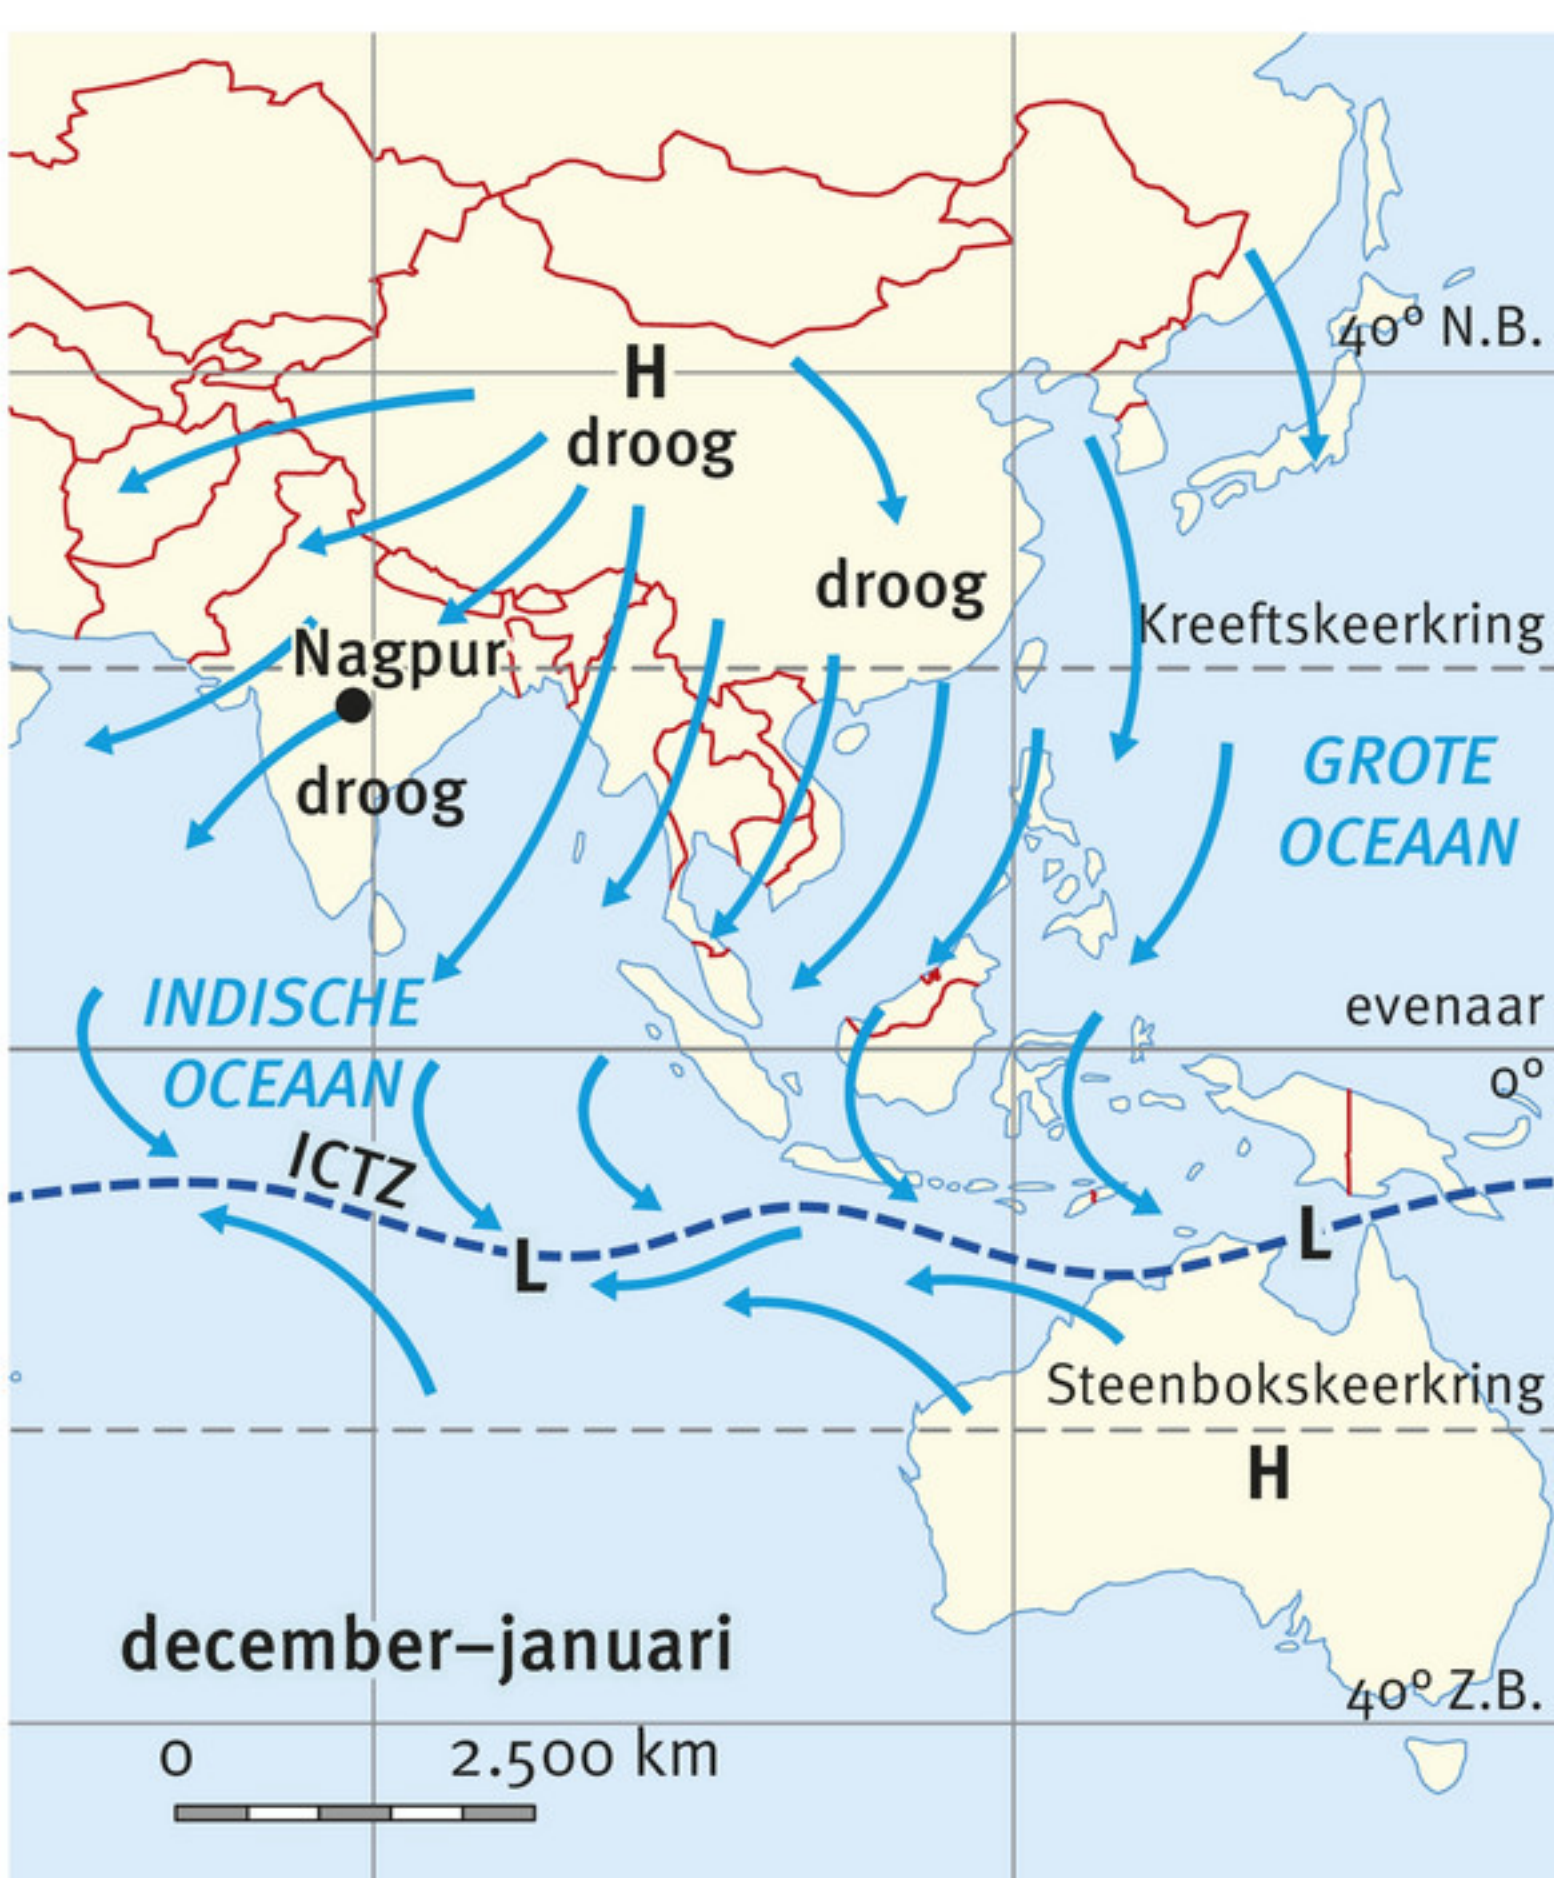 40° N.B.
H
droog
droog
Kreeftskeerkring
Nagpur
droog
GROTE
OCEAAN
INDISCHE
OCEAAN
evenaar
0°
ICTZ
L
L
Steenbokskeerkring
H
december–januari
40° Z.B.
0 2.500 km